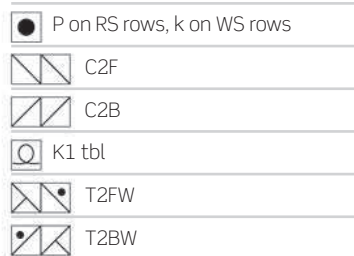 P on RS rows, k on WS rows
C2F
C2B
K1 tbl
T2FW
T2BW